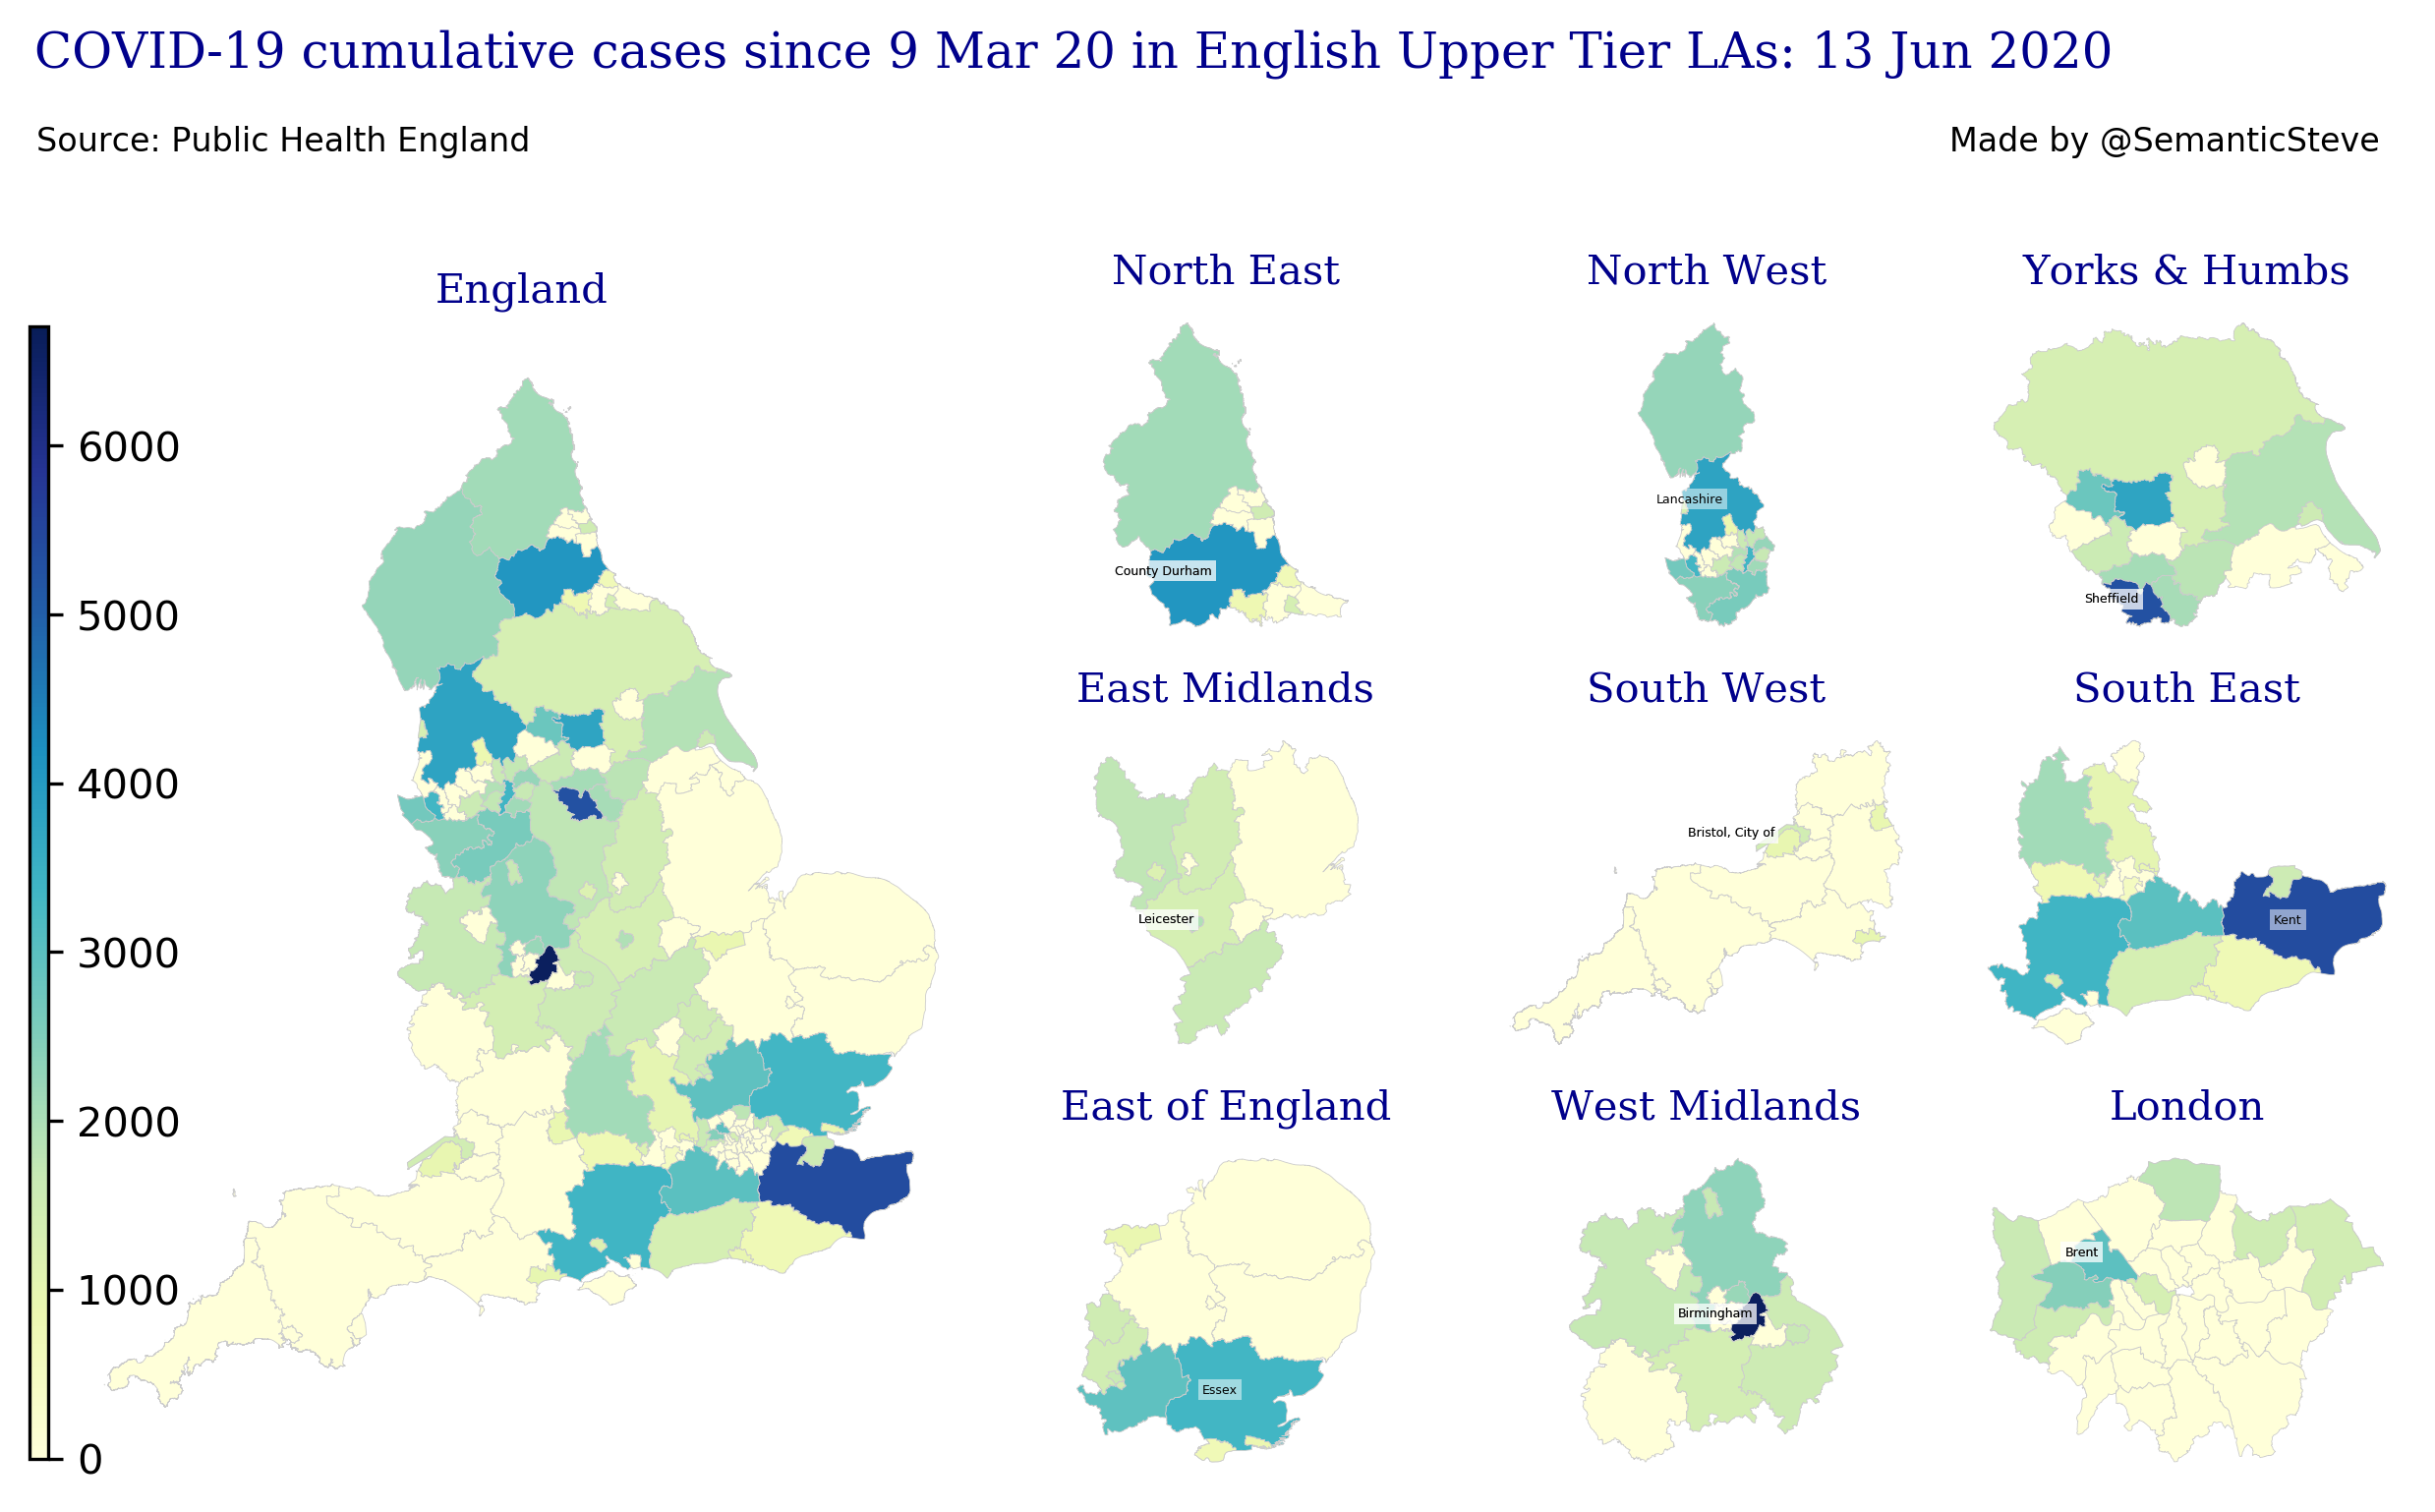 COVID-19 cumulative cases since 9 Mar 20 in English Upper Tier LAs: 13 Jun 2020
Source: Public Health England
Made by @SemanticSteve
England
6000
5000
4000
3000
2000
1000
0
North East
County Durham
North West
Lancashire
Yorks & Humbs
Sheffield
East Midlands
Leicester
South West
Bristol, City of
South East
Kent
East of England
Essex
West Midlands
Birmingham
London
Brent